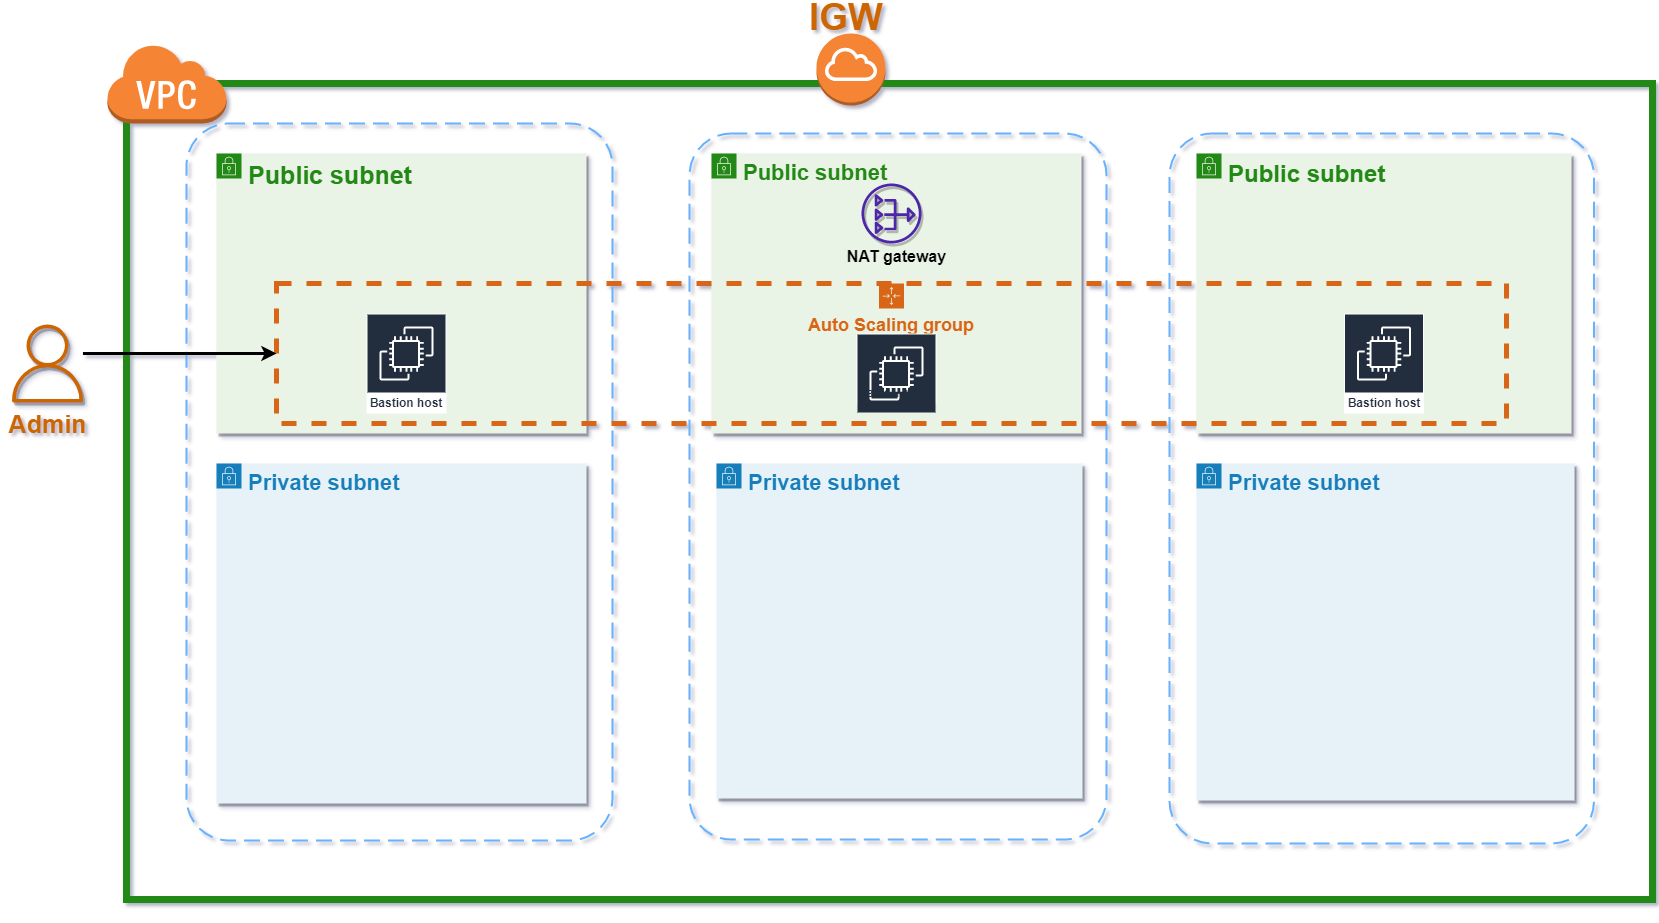 IGW
VPC
Public subnet
Public subnet
Public subnet
NAT gateway
Auto Scaling group
Bastion host
Bastion host
Admin
Private subnet
Private subnet
Private subnet